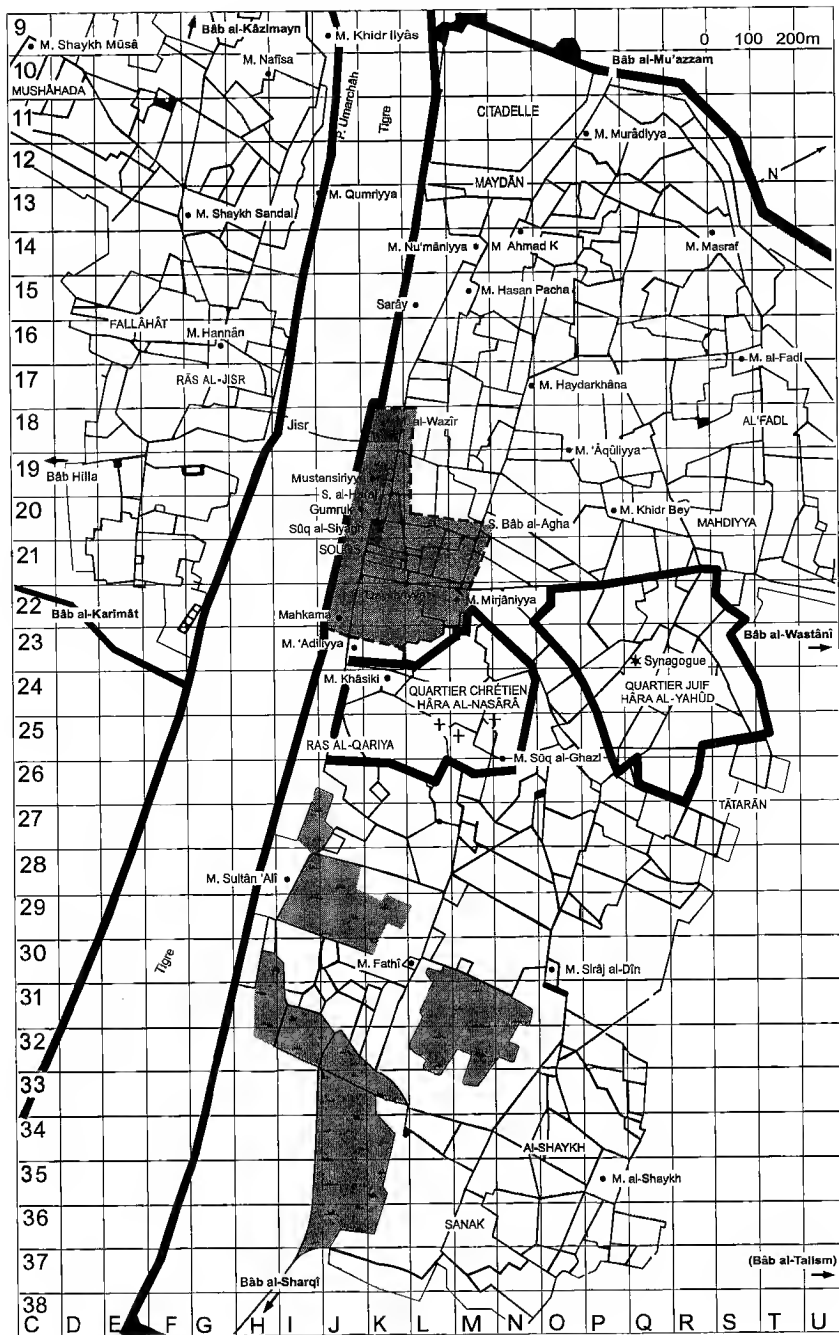 9
Bâb al-Kâzimayn
M. Shaykh Mûsâ
M. Khidr Ilyâs
0 200m
M. Nafîsa
Bâb al-Mu'azzam
10
MUSHÂHADA
P. Umarchâh
Tigre
CITADELLE
11
M. Murâdiyya
12
N
MAYDÂN
13
M. Qumriyya
M. Shaykh Sandal
14
M. Nu'mâniyya
M Ahmad K
M. Masraf
15
M. Hasan Pacha
Sarây
FALLÂHÂT
16
M. Hannân
M. al-Fadl
17
RÂS AL-JISR
M. Haydarkhâna
18
Jisr
al-Wazîr
AL'FADL
19
M. 'Âqûliyya
Bâb Hilla
Mustansiriyya
20
Gumruk
M. Khidr Bey
S. Bâb al-Agha
MAHDIYYA
Sûq al-Siyâgh
21
SOUQS
22
Bâb al-Karîmât
M. Mirjâniyya
Mahkama
Bâb al-Wastânî
23
M. 'Adiliyya
Synagogue
24
M. Khâsikî
QUARTIER CHRÉTIEN
HÂRA AL-NASÂRÂ
QUARTIER JUIF
HÂRA AL-YAHÛD
25
RAS AL-QARIYA
26
M. Sûq al-Ghazl
TÂTARÂN
27
28
M. Sultân 'Alî
29
30
Tigre
M. Fathî
M. Sirâj al-Dîn
31
32
33
34
Al-SHAYKH
35
M. al-Shaykh
36
SANAK
37
Bâb al-Sharqî
(Bâb al-Talism)
38
C D E F G H I J K L M N O P Q R S T U